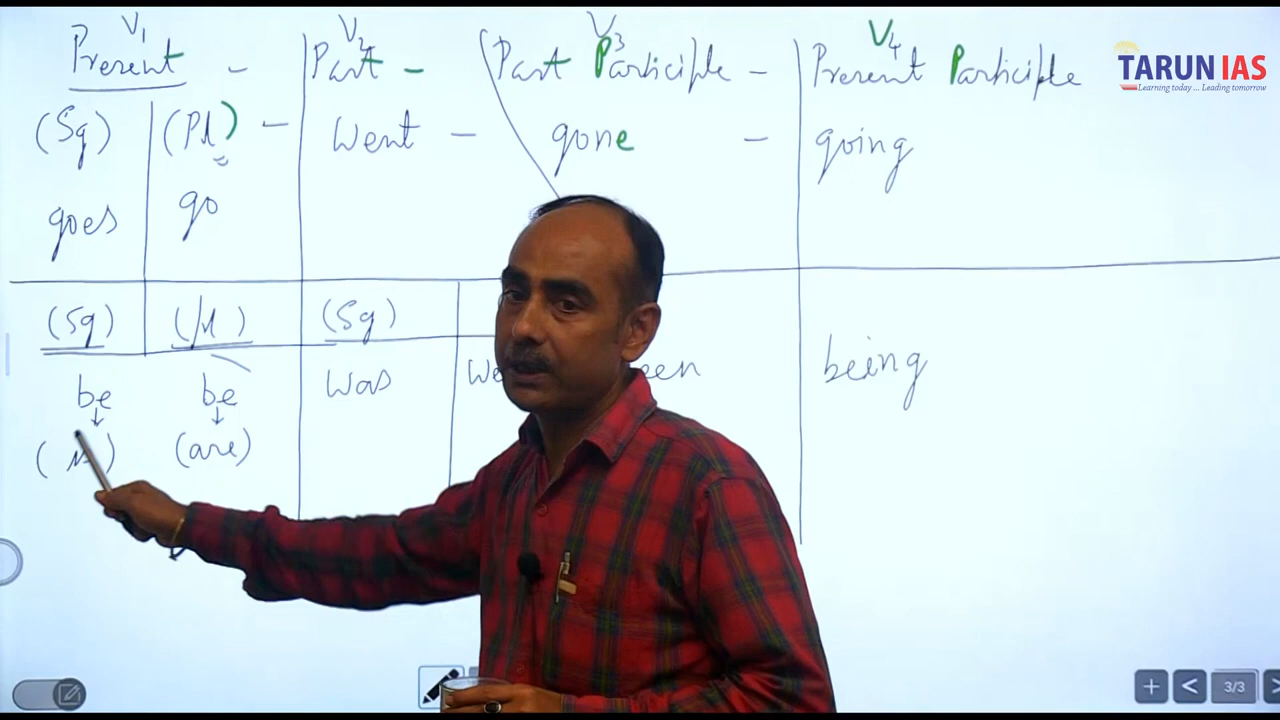 V1 V2 V3 V4
Present - Past - (Past Participle - Present Participle
(Sg) (Pl) - Went - gone - going
goes go
(Sg) (Pl) (Sg)
be be was being
(is) (are)
TARUN IAS
Learning today ... Leading tomorrow
3/3